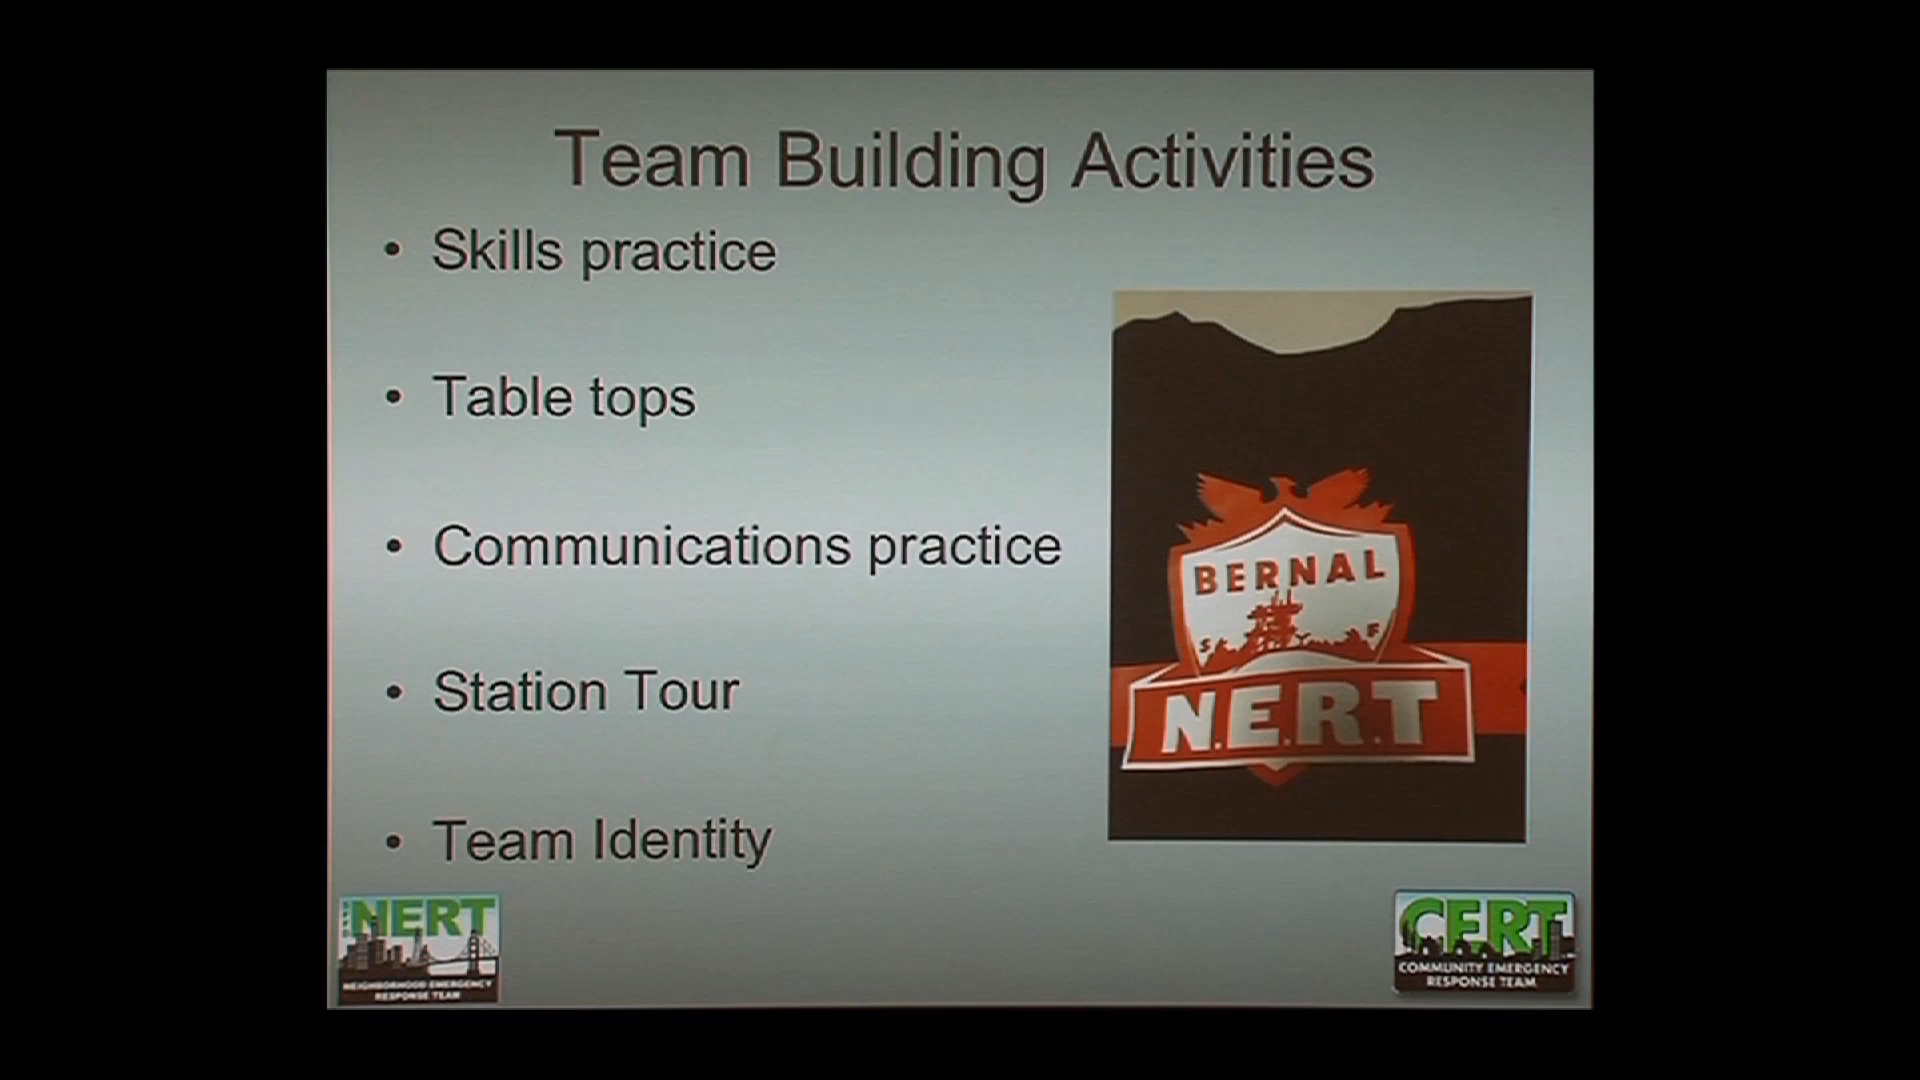 Team Building Activities
• Skills practice
• Table tops
• Communications practice
• Station Tour
• Team Identity
BERNAL
S F
N.E.R.T
NERT
NEIGHBORHOOD EMERGENCY
RESPONSE TEAM
CERT
COMMUNITY EMERGENCY
RESPONSE TEAM